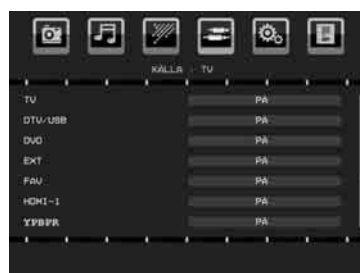 KÄLLA : TV
TV PÅ
DTV/USB PÅ
DVD PÅ
EXT PÅ
FAV PÅ
HDMI-1 PÅ
YPBPR PÅ